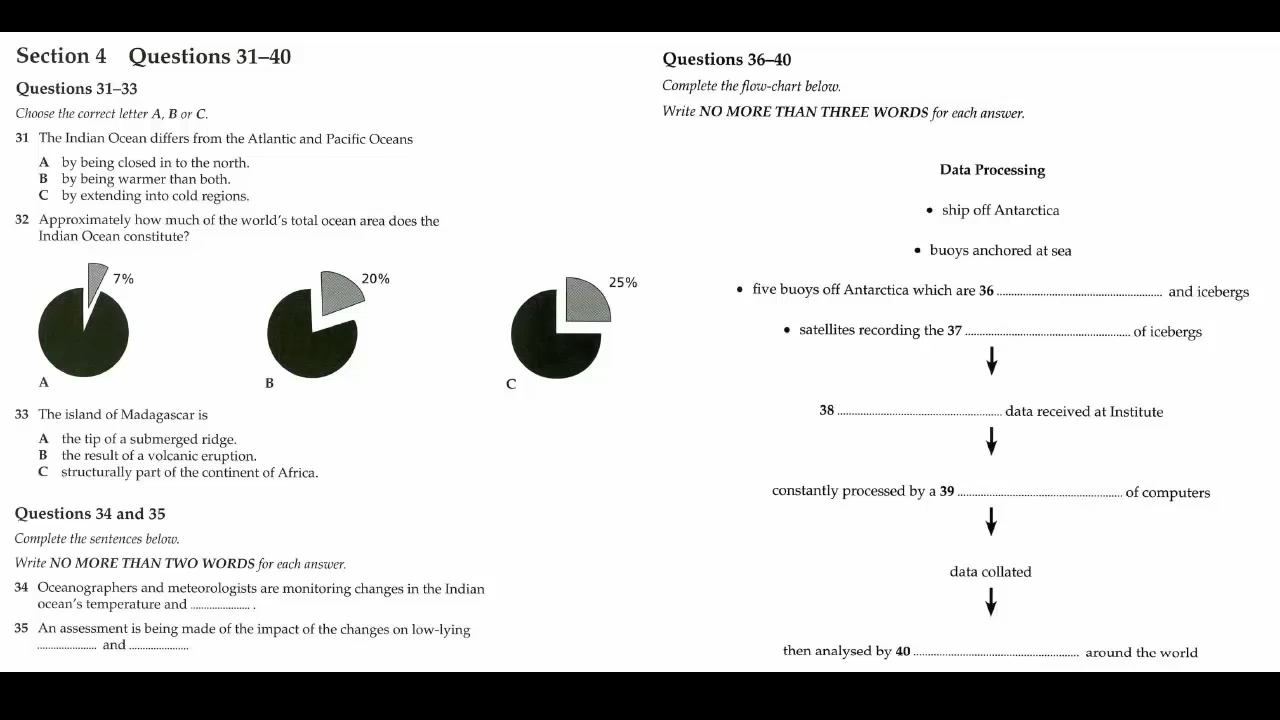 Section 4 Questions 31–40
Questions 31–33
Choose the correct letter A, B or C.
31 The Indian Ocean differs from the Atlantic and Pacific Oceans
A by being closed in to the north.
B by being warmer than both.
C by extending into cold regions.
32 Approximately how much of the world's total ocean area does the
Indian Ocean constitute?
7%
20%
25%
A
B
C
33 The island of Madagascar is
A the tip of a submerged ridge.
B the result of a volcanic eruption.
C structurally part of the continent of Africa.
Questions 34 and 35
Complete the sentences below.
Write NO MORE THAN TWO WORDS for each answer.
34 Oceanographers and meteorologists are monitoring changes in the Indian
ocean's temperature and ..................... .
35 An assessment is being made of the impact of the changes on low-lying
..................... and .....................
Questions 36–40
Complete the flow-chart below.
Write NO MORE THAN THREE WORDS for each answer.
Data Processing
• ship off Antarctica
• buoys anchored at sea
• five buoys off Antarctica which are 36 ..................... and icebergs
• satellites recording the 37 ..................... of icebergs
38 ..................... data received at Institute
constantly processed by a 39 ..................... of computers
data collated
then analysed by 40 ..................... around the world